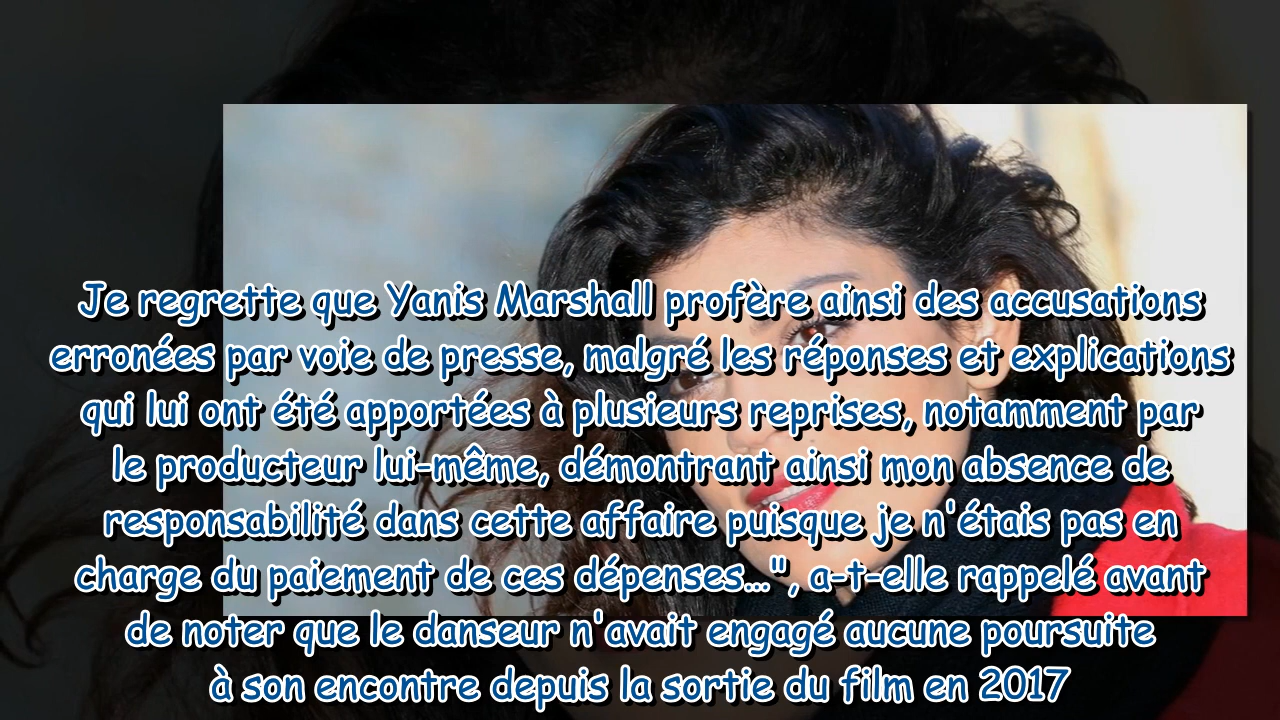 Je regrette que Yanis Marshall profère ainsi des accusations
erronées par voie de presse, malgré les réponses et explications
qui lui ont été apportées à plusieurs reprises, notamment par
le producteur lui-même, démontrant ainsi mon absence de
responsabilité dans cette affaire puisque je n'étais pas en
charge du paiement de ces dépenses...", a-t-elle rappelé avant
de noter que le danseur n'avait engagé aucune poursuite
à son encontre depuis la sortie du film en 2017